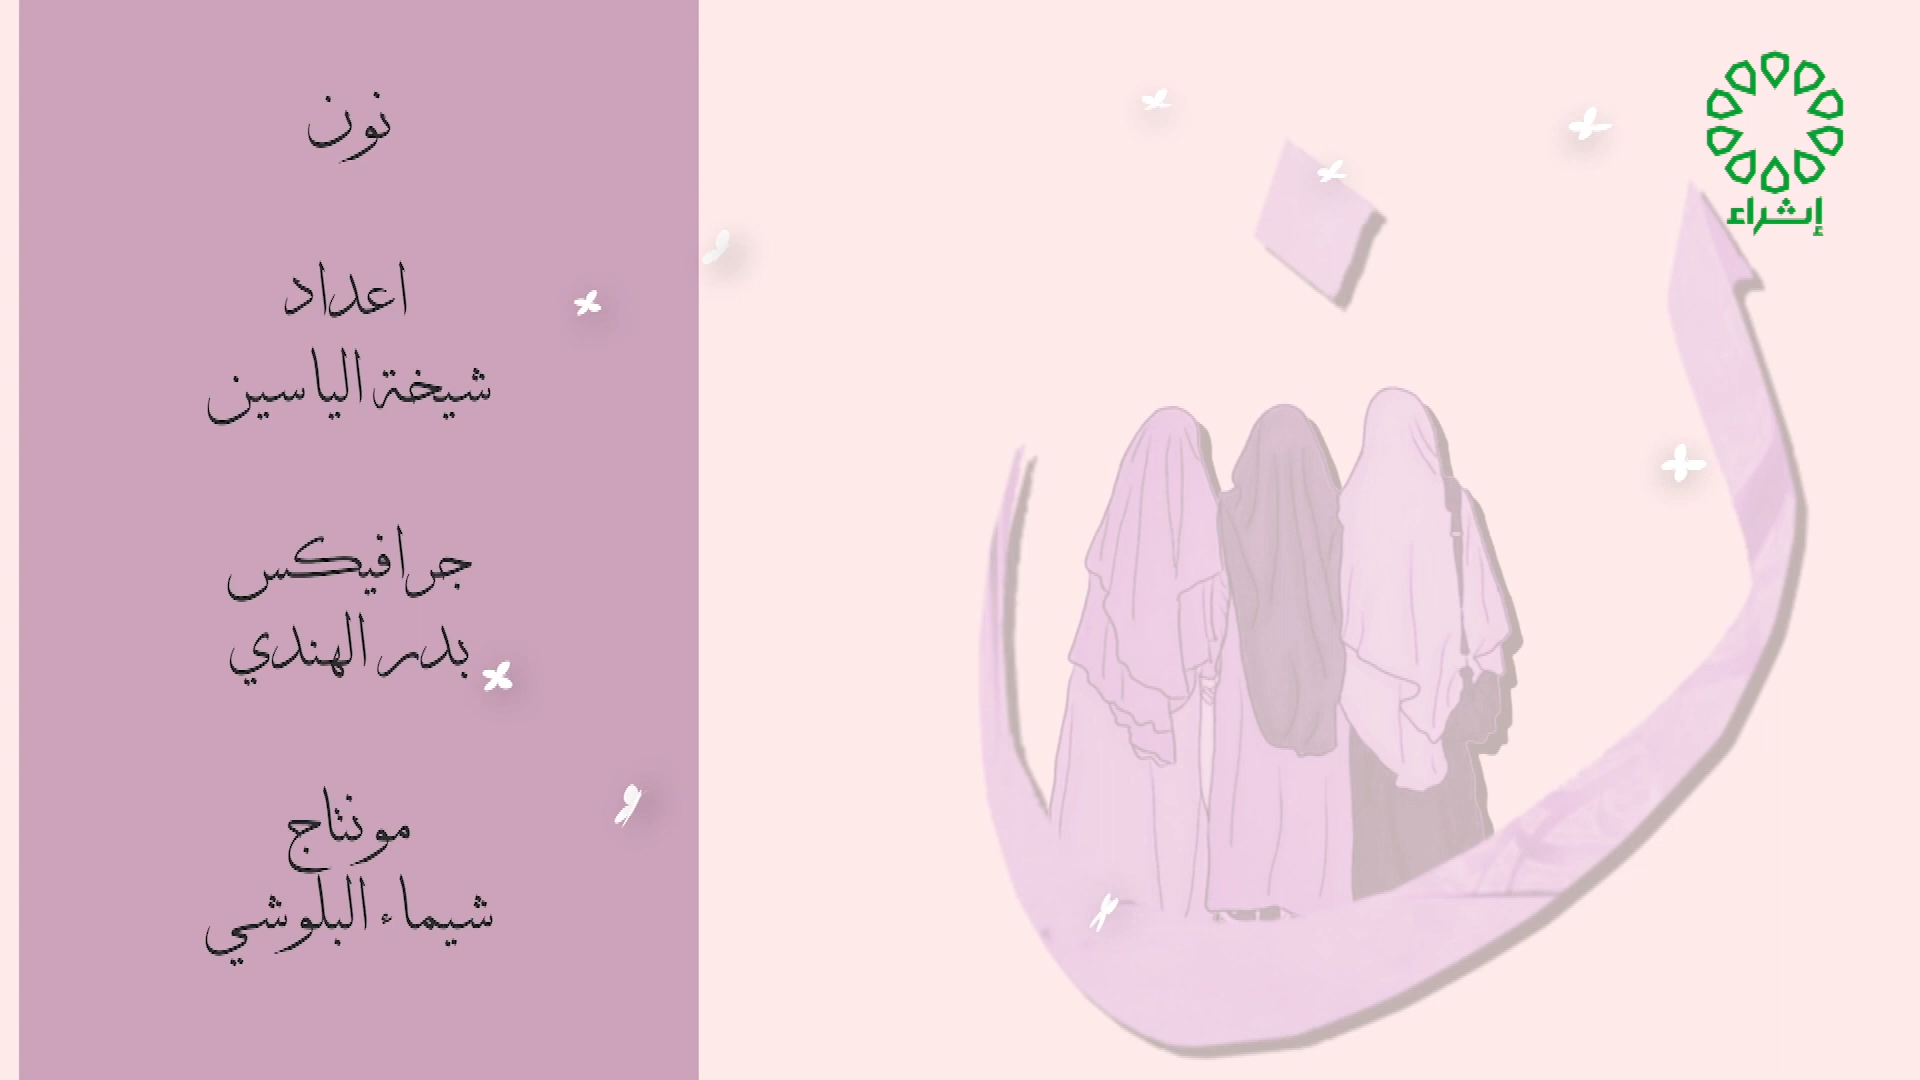 نون
اعداد
شيخة الياسين
جرافيكس
بدر الهندي
مونتاج
شيماء البلوشي
إثراء